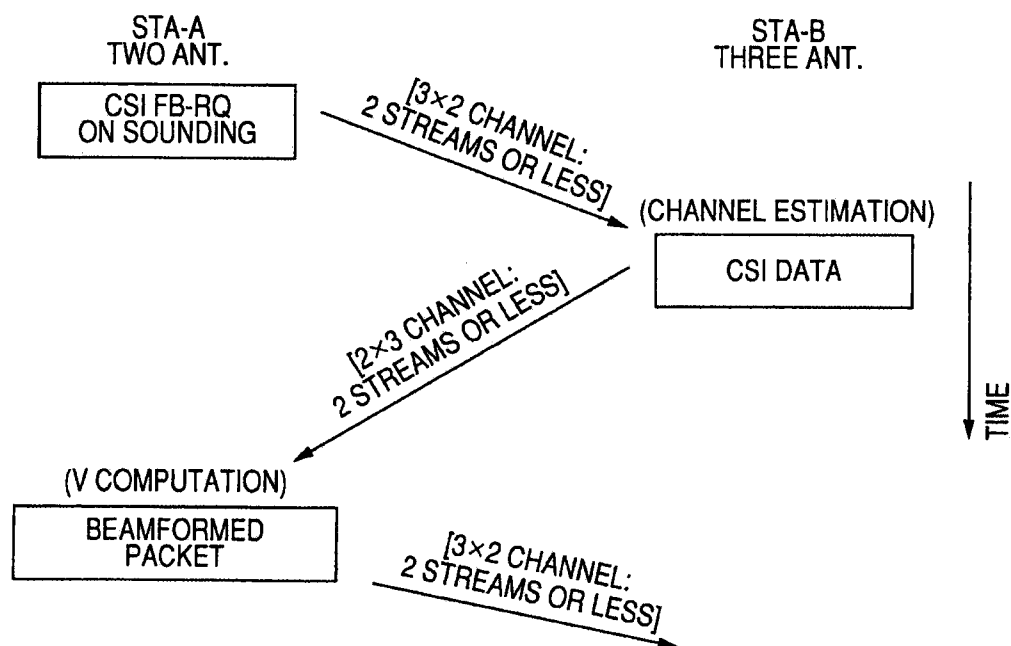 STA-A
TWO ANT.
STA-B
THREE ANT.
CSI FB-RQ
ON SOUNDING
[3×2 CHANNEL:
2 STREAMS OR LESS]
(CHANNEL ESTIMATION)
CSI DATA
[2×3 CHANNEL:
2 STREAMS OR LESS]
TIME
(V COMPUTATION)
BEAMFORMED
PACKET
[3×2 CHANNEL:
2 STREAMS OR LESS]